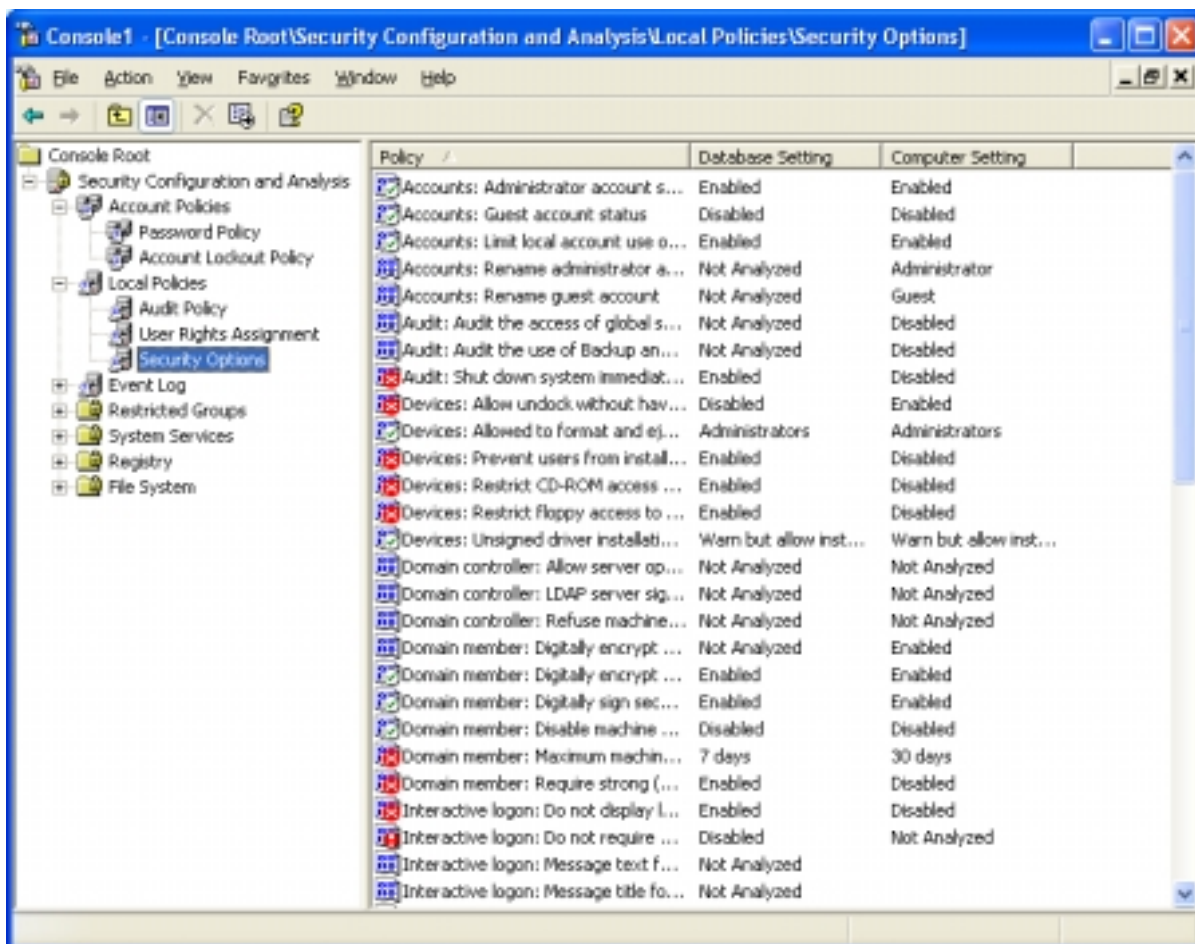 Console1 - [Console Root\Security Configuration and Analysis\Local Policies\Security Options]
File Action View Favorites Window Help
Console Root
Security Configuration and Analysis
Account Policies
Password Policy
Account Lockout Policy
Local Policies
Audit Policy
User Rights Assignment
Security Options
Event Log
Restricted Groups
System Services
Registry
File System
Policy Database Setting Computer Setting
Accounts: Administrator account s... Enabled Enabled
Accounts: Guest account status Disabled Disabled
Accounts: Limit local account use o... Enabled Enabled
Accounts: Rename administrator a... Not Analyzed Administrator
Accounts: Rename guest account Not Analyzed Guest
Audit: Audit the access of global s... Not Analyzed Disabled
Audit: Audit the use of Backup an... Not Analyzed Disabled
Audit: Shut down system immediat... Enabled Disabled
Devices: Allow undock without hav... Disabled Enabled
Devices: Allowed to format and ej... Administrators Administrators
Devices: Prevent users from install... Enabled Disabled
Devices: Restrict CD-ROM access ... Enabled Disabled
Devices: Restrict floppy access to ... Enabled Disabled
Devices: Unsigned driver installati... Warn but allow inst... Warn but allow inst...
Domain controller: Allow server op... Not Analyzed Not Analyzed
Domain controller: LDAP server sig... Not Analyzed Not Analyzed
Domain controller: Refuse machine... Not Analyzed Not Analyzed
Domain member: Digitally encrypt ... Not Analyzed Enabled
Domain member: Digitally encrypt ... Enabled Enabled
Domain member: Digitally sign sec... Enabled Enabled
Domain member: Disable machine ... Disabled Disabled
Domain member: Maximum machin... 7 days 30 days
Domain member: Require strong (... Enabled Disabled
Interactive logon: Do not display l... Enabled Disabled
Interactive logon: Do not require ... Disabled Not Analyzed
Interactive logon: Message text f... Not Analyzed
Interactive logon: Message title fo... Not Analyzed